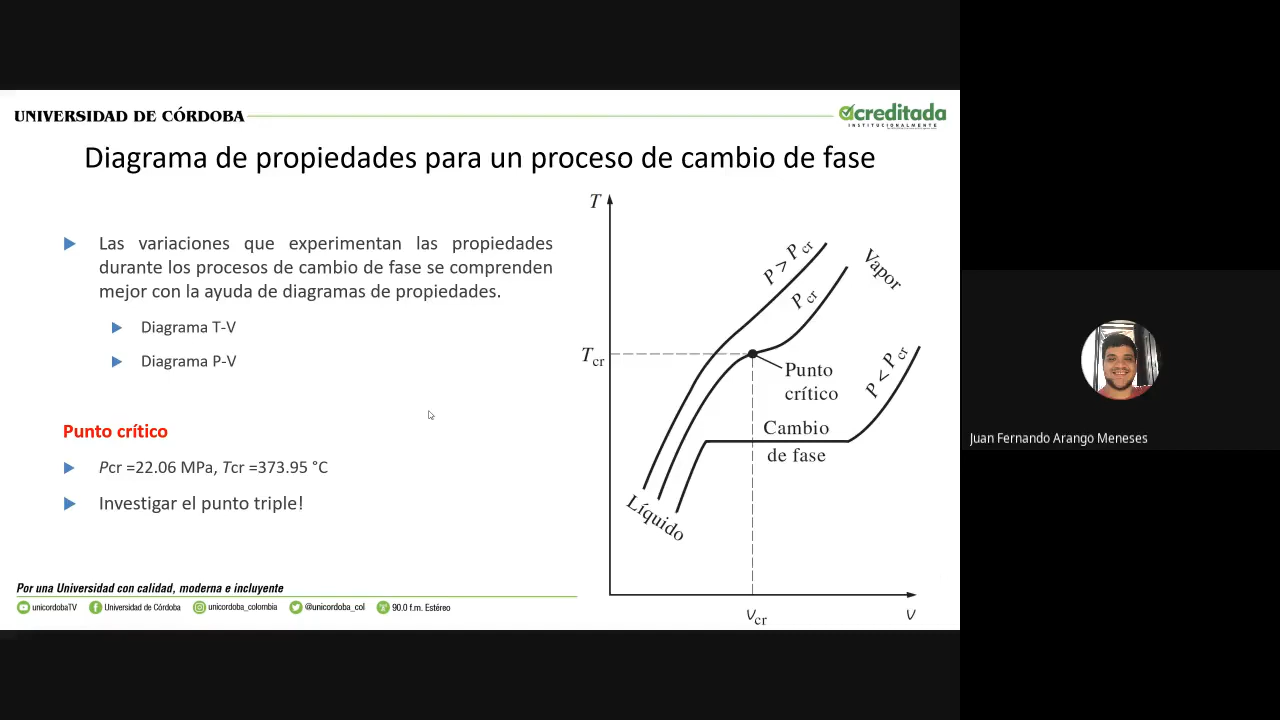 UNIVERSIDAD DE CÓRDOBA
acreditada
INSTITUCIONALMENTE
Diagrama de propiedades para un proceso de cambio de fase
Las variaciones que experimentan las propiedades
durante los procesos de cambio de fase se comprenden
mejor con la ayuda de diagramas de propiedades.
Diagrama T-V
Diagrama P-V
Punto crítico
Pcr =22.06 MPa, Tcr =373.95 °C
Investigar el punto triple!
T
P > Pcr
Pcr
Vapor
Tcr
Punto
crítico
P < Pcr
Cambio
de fase
Líquido
vcr
v
Por una Universidad con calidad, moderna e incluyente
unicordobaTV Universidad de Córdoba unicordoba_colombia @unicordoba_col 90.0 f.m. Estéreo
Juan Fernando Arango Meneses